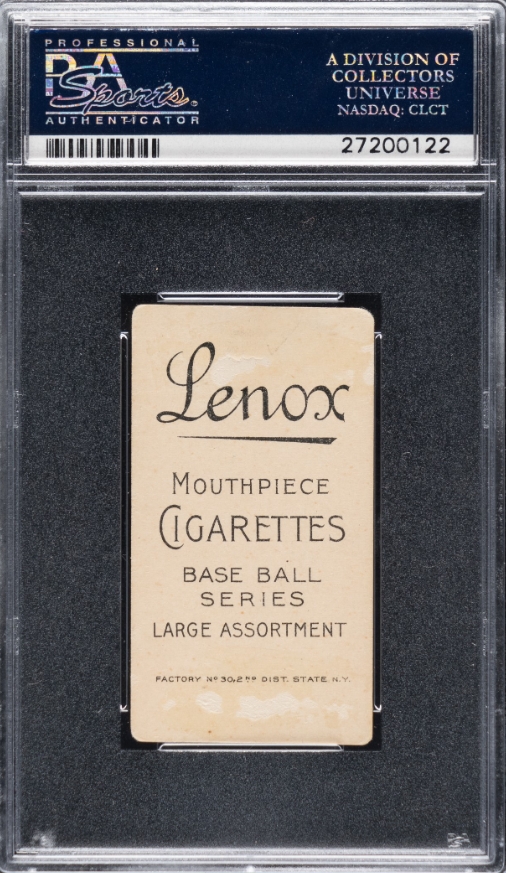 PROFESSIONAL
PSA
Sports®
AUTHENTICATOR
A DIVISION OF
COLLECTORS
UNIVERSE
NASDAQ: CLCT
27200122
Lenox
MOUTHPIECE
CIGARETTES
BASE BALL
SERIES
LARGE ASSORTMENT
FACTORY Nº 30, 2ND DIST. STATE N.Y.